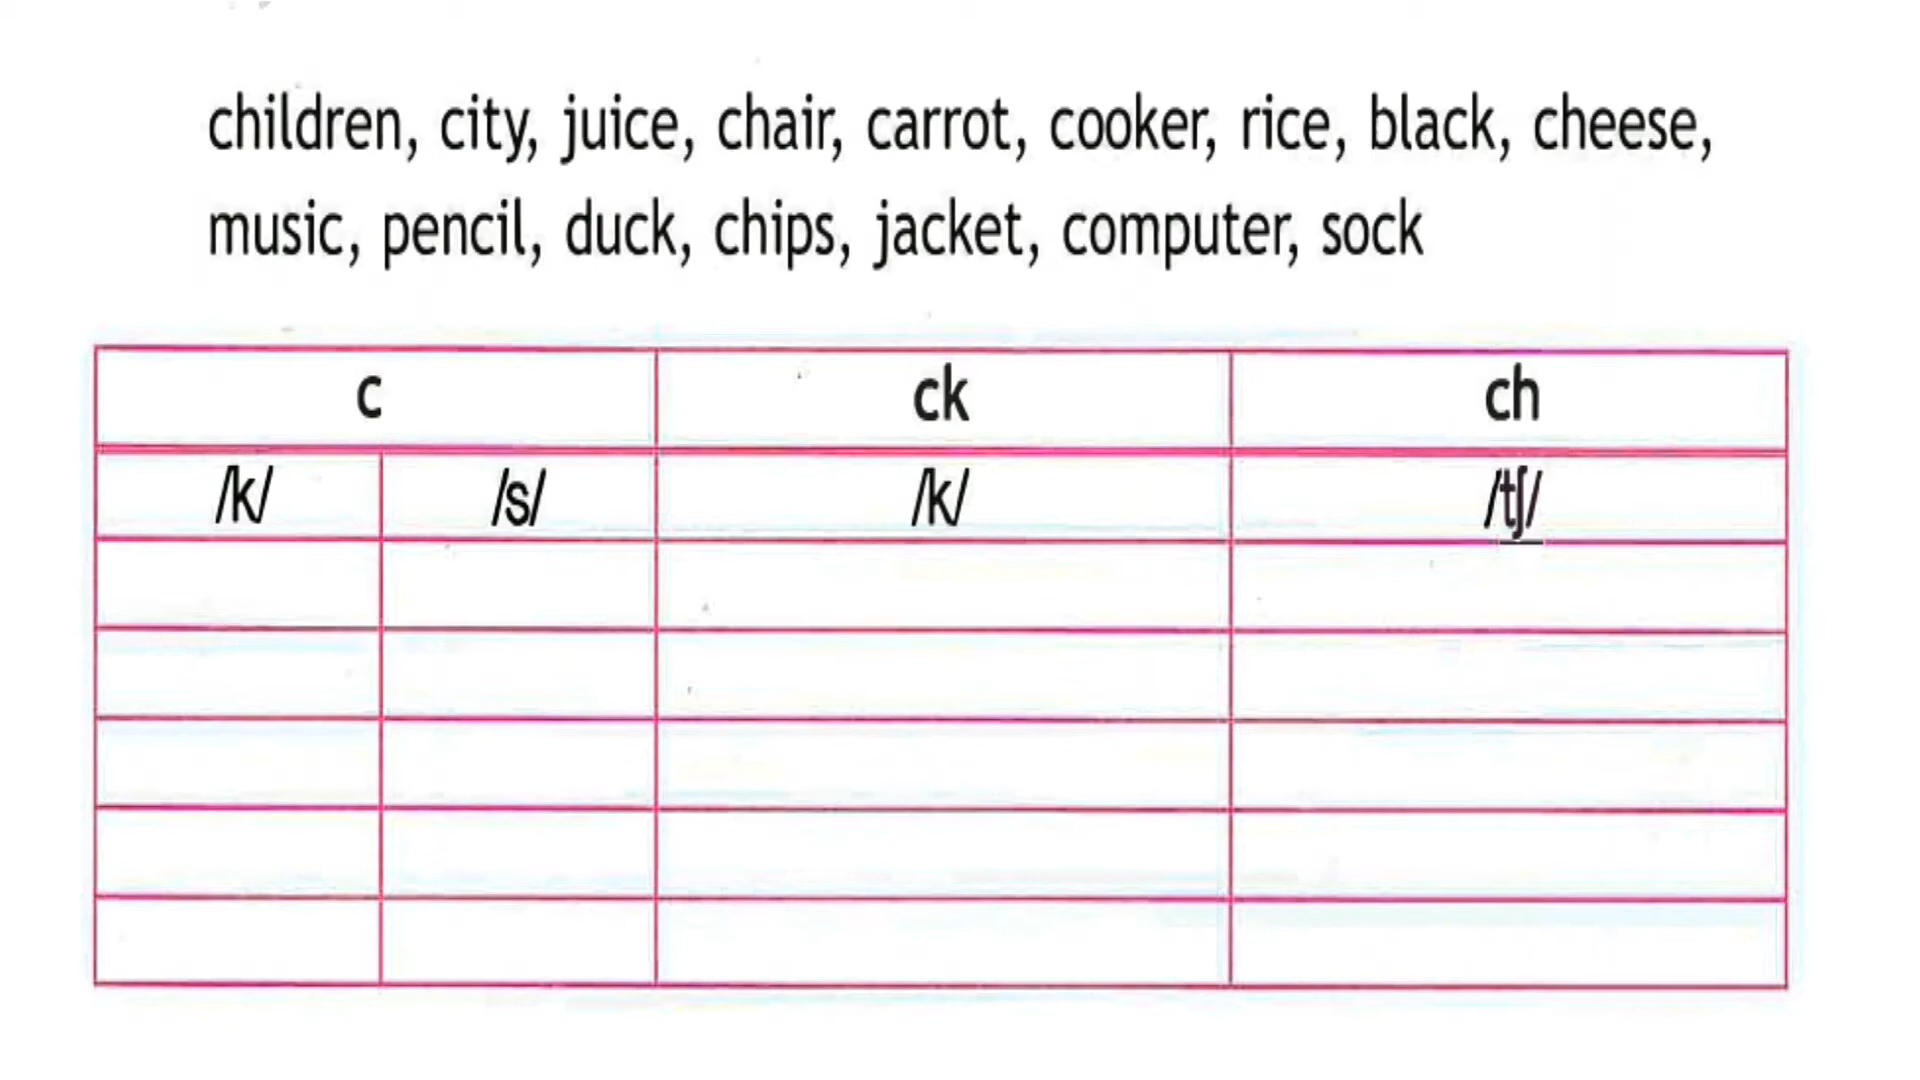 children, city, juice, chair, carrot, cooker, rice, black, cheese,
music, pencil, duck, chips, jacket, computer, sock
c ck ch
/k/ /s/ /k/ /tʃ/